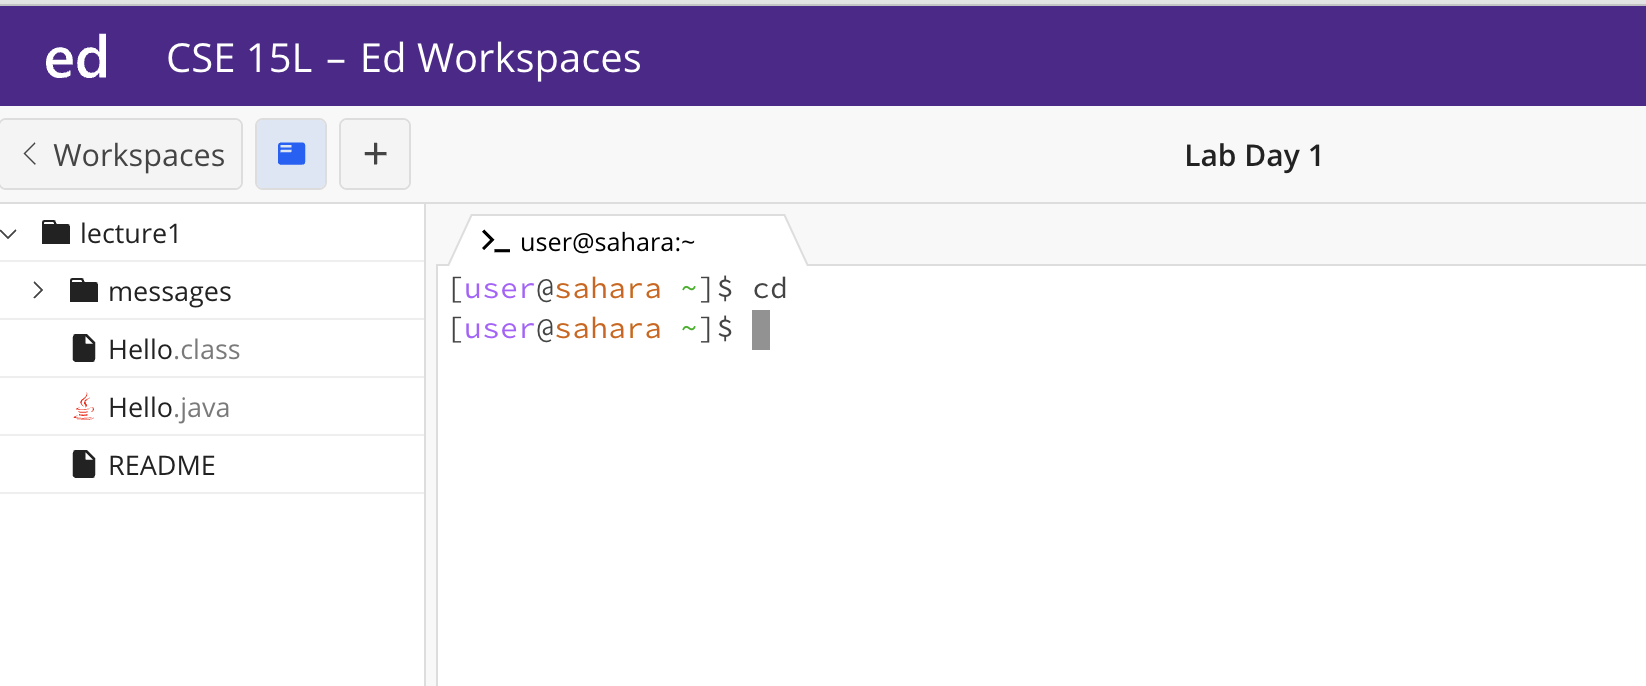 ed CSE 15L – Ed Workspaces
Workspaces
Lab Day 1
lecture1
messages
Hello.class
Hello.java
README
>_ user@sahara:~
[user@sahara ~]$ cd
[user@sahara ~]$